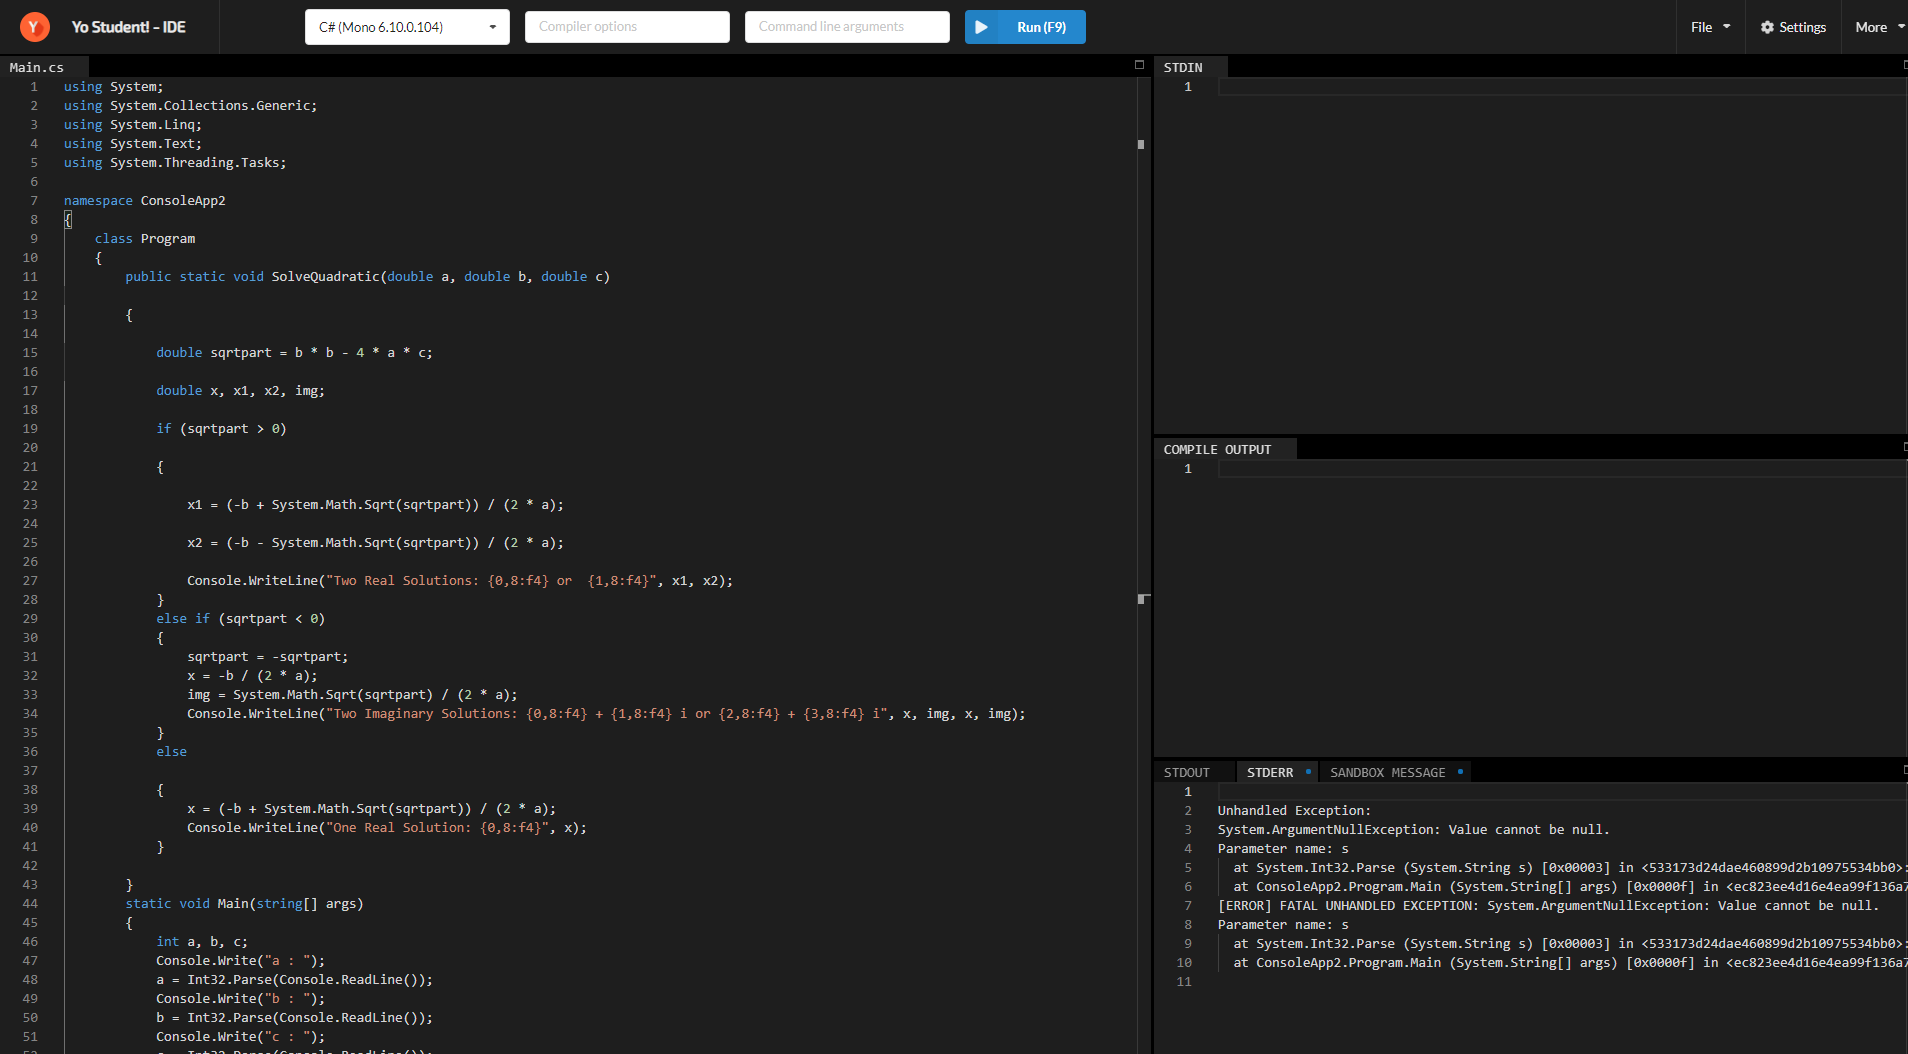 Y Yo Student! - IDE
C# (Mono 6.10.0.104)
Compiler options
Command line arguments
Run (F9)
File
Settings
More
Main.cs
1 using System;
2 using System.Collections.Generic;
3 using System.Linq;
4 using System.Text;
5 using System.Threading.Tasks;
6
7 namespace ConsoleApp2
8 {
9 class Program
10 {
11 public static void SolveQuadratic(double a, double b, double c)
12
13 {
14
15 double sqrtpart = b * b - 4 * a * c;
16
17 double x, x1, x2, img;
18
19 if (sqrtpart > 0)
20
21 {
22
23 x1 = (-b + System.Math.Sqrt(sqrtpart)) / (2 * a);
24
25 x2 = (-b - System.Math.Sqrt(sqrtpart)) / (2 * a);
26
27 Console.WriteLine("Two Real Solutions: {0,8:f4} or  {1,8:f4}", x1, x2);
28 }
29 else if (sqrtpart < 0)
30 {
31 sqrtpart = -sqrtpart;
32 x = -b / (2 * a);
33 img = System.Math.Sqrt(sqrtpart) / (2 * a);
34 Console.WriteLine("Two Imaginary Solutions: {0,8:f4} + {1,8:f4} i or {2,8:f4} + {3,8:f4} i", x, img, x, img);
35 }
36 else
37
38 {
39 x = (-b + System.Math.Sqrt(sqrtpart)) / (2 * a);
40 Console.WriteLine("One Real Solution: {0,8:f4}", x);
41 }
42
43 }
44 static void Main(string[] args)
45 {
46 int a, b, c;
47 Console.Write("a : ");
48 a = Int32.Parse(Console.ReadLine());
49 Console.Write("b : ");
50 b = Int32.Parse(Console.ReadLine());
51 Console.Write("c : ");
STDIN
1
COMPILE OUTPUT
1
STDOUT STDERR SANDBOX MESSAGE
1
2 Unhandled Exception:
3 System.ArgumentNullException: Value cannot be null.
4 Parameter name: s
5 at System.Int32.Parse (System.String s) [0x00003] in <533173d24dae460899d2b10975534bb0>:
6 at ConsoleApp2.Program.Main (System.String[] args) [0x0000f] in <ec823ee4d16e4ea99f136a7
7 [ERROR] FATAL UNHANDLED EXCEPTION: System.ArgumentNullException: Value cannot be null.
8 Parameter name: s
9 at System.Int32.Parse (System.String s) [0x00003] in <533173d24dae460899d2b10975534bb0>:
10 at ConsoleApp2.Program.Main (System.String[] args) [0x0000f] in <ec823ee4d16e4ea99f136a7
11